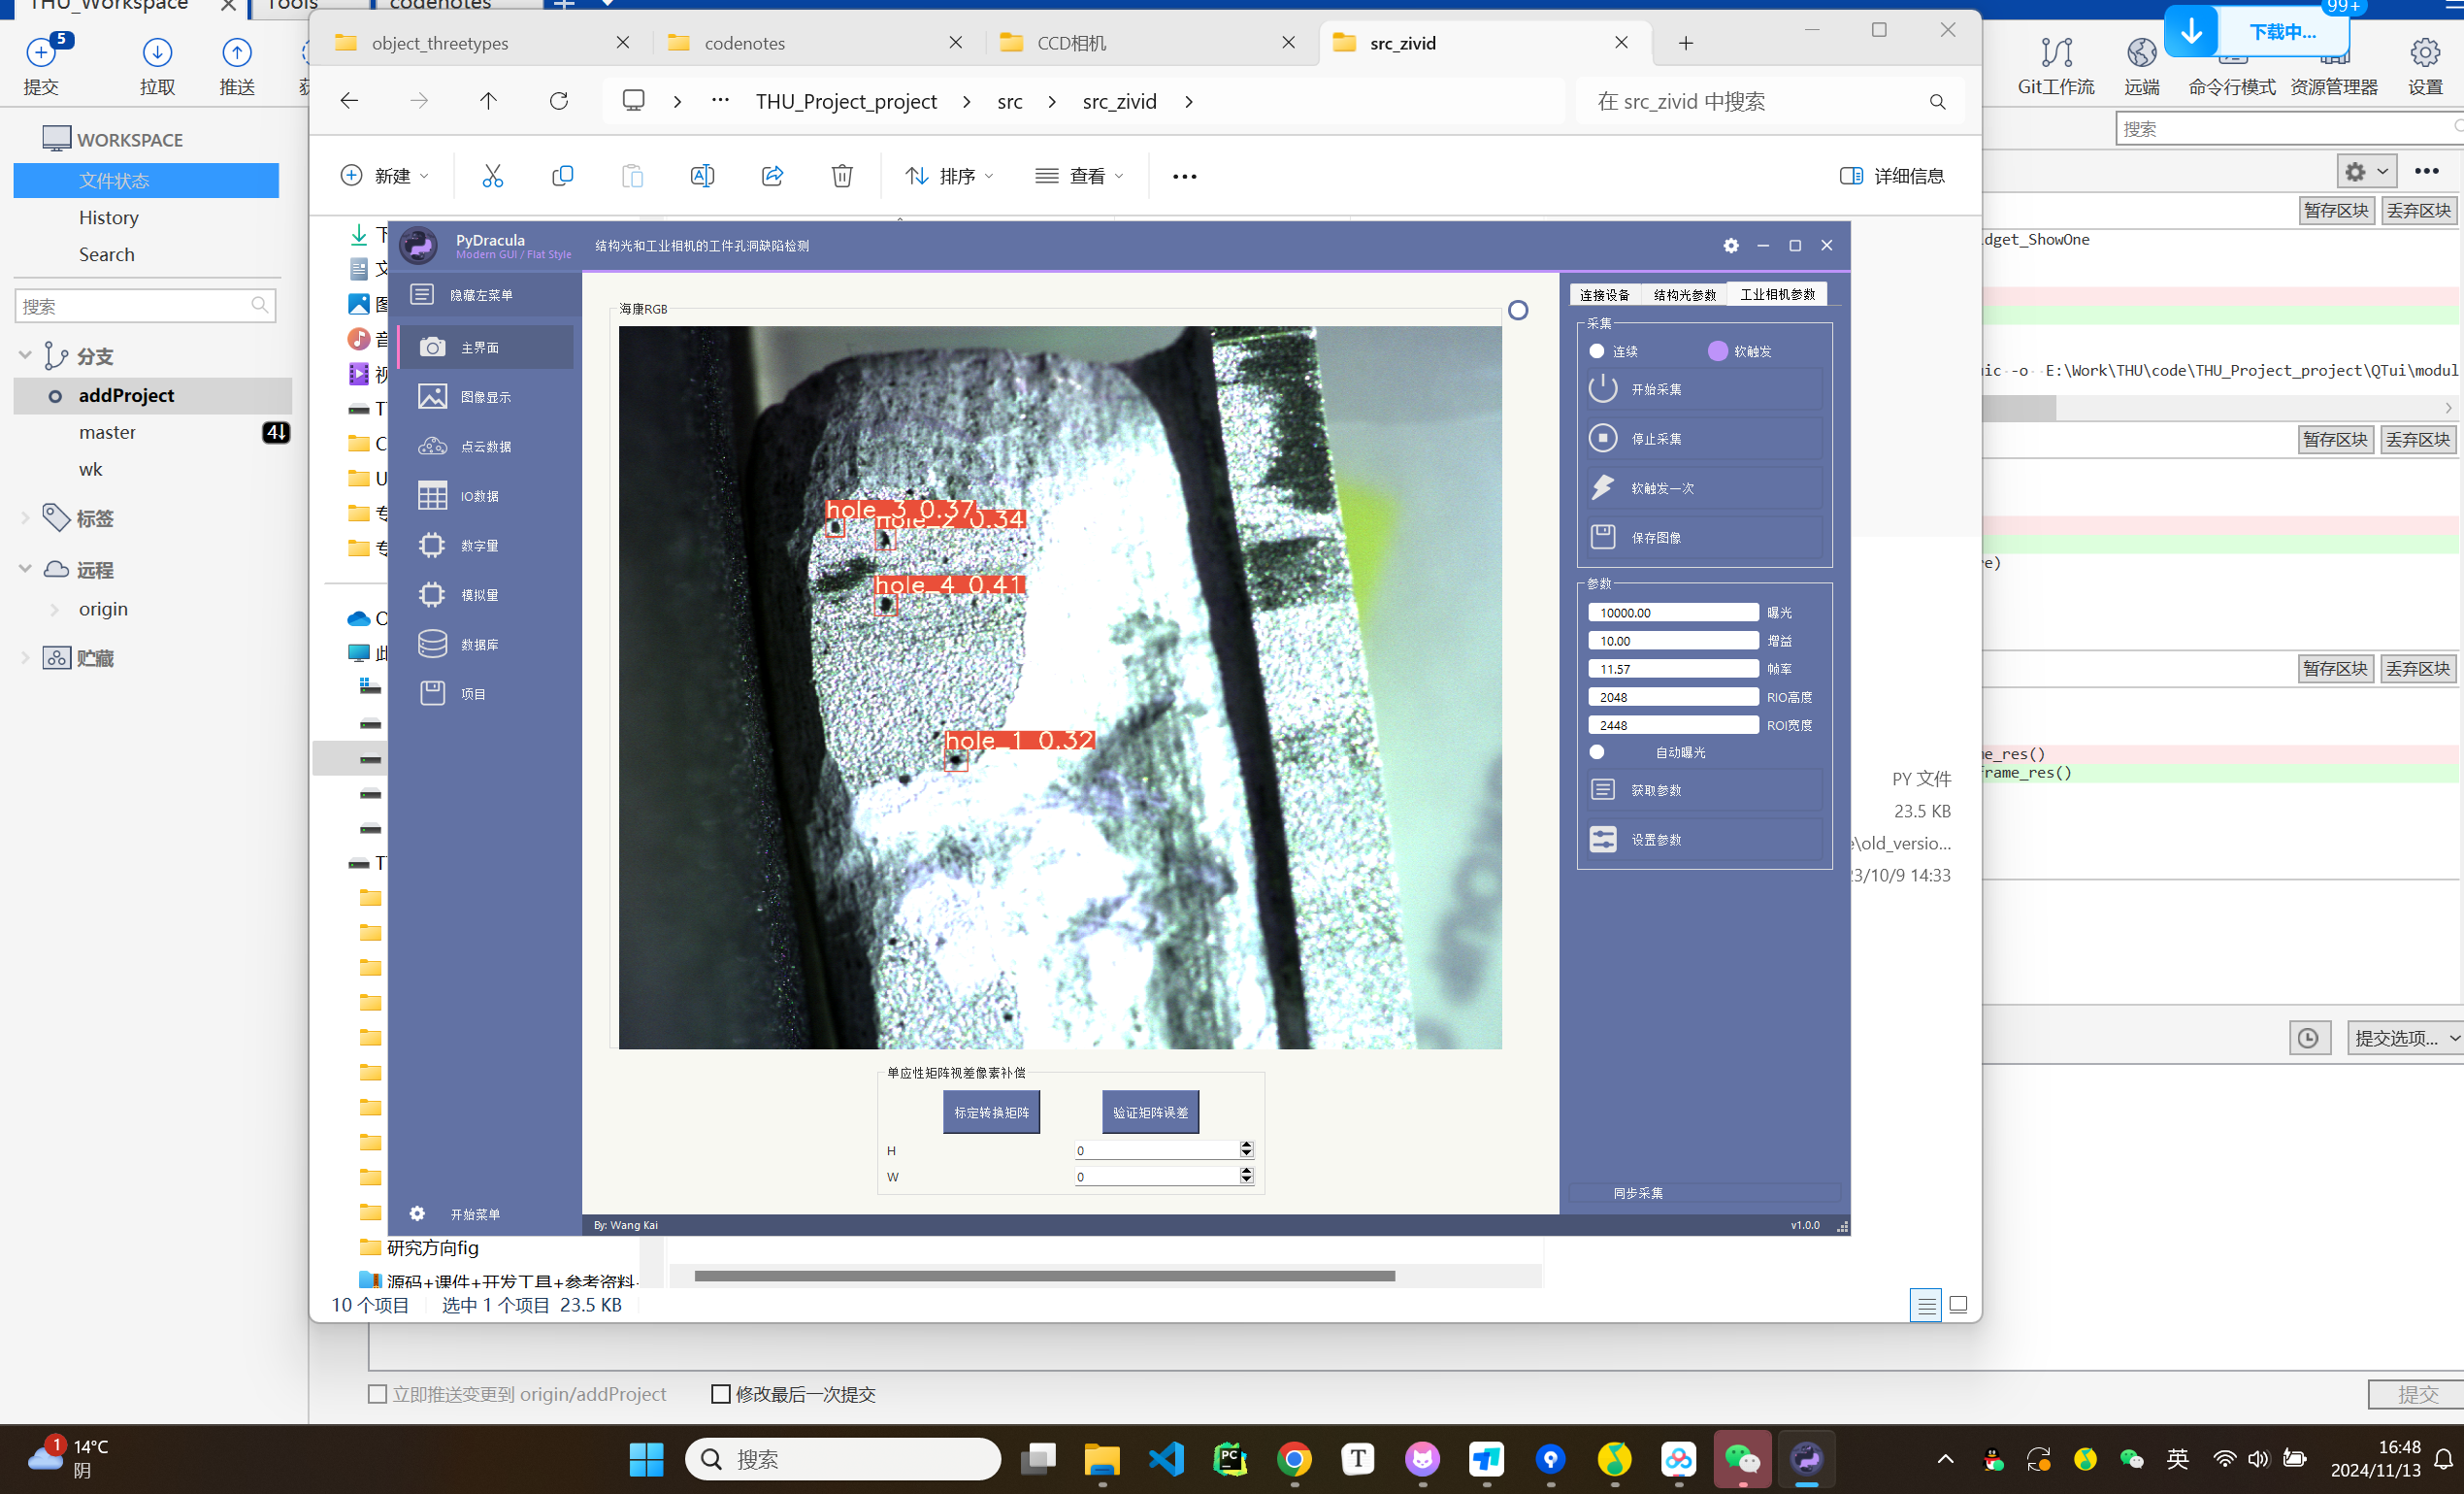 THU_Workspace
Tools
codenotes
提交
5
拉取
推送
Git工作流
远端
命令行模式
资源管理器
设置
下载中...
99+
搜索
WORKSPACE
文件状态
History
Search
搜索
分支
addProject
master
4↓
wk
标签
远程
origin
贮藏
object_threetypes
codenotes
CCD相机
src_zivid
THU_Project_project
src
src_zivid
在 src_zivid 中搜索
新建
排序
查看
详细信息
PyDracula
Modern GUI / Flat Style
结构光和工业相机的工件孔洞缺陷检测
隐藏左菜单
主界面
图像显示
点云数据
IO数据
数字量
模拟量
数据库
项目
开始菜单
海康RGB
hole_3 0.37
hole_2 0.34
hole_4 0.41
hole_1 0.32
单应性矩阵视差像素补偿
标定转换矩阵
验证矩阵误差
H
0
W
0
By: Wang Kai
v1.0.0
连接设备
结构光参数
工业相机参数
采集
连续
软触发
开始采集
停止采集
软触发一次
保存图像
参数
10000.00 曝光
10.00 增益
11.57 帧率
2048 RIO高度
2448 ROI宽度
自动曝光
获取参数
设置参数
同步采集
PY 文件
23.5 KB
e\old_versio...
23/10/9 14:33
研究方向fig
源码+课件+开发工具+参考资料-
10 个项目
选中 1 个项目 23.5 KB
暂存区块
丢弃区块
dget_ShowOne
uic -o E:\Work\THU\code\THU_Project_project\QTui\modul
暂存区块
丢弃区块
re)
暂存区块
丢弃区块
me_res()
frame_res()
提交选项...
立即推送变更到 origin/addProject
修改最后一次提交
提交
1
14°C
阴
搜索
英
16:48
2024/11/13